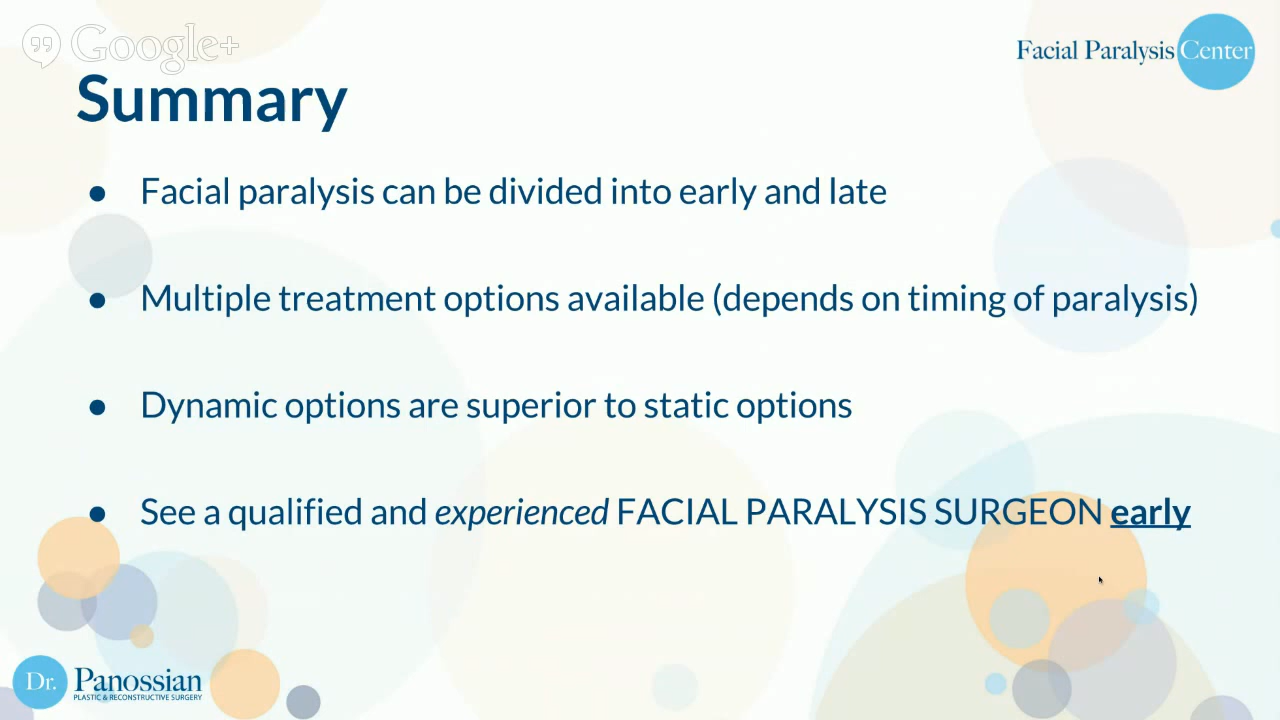 Google+
Facial Paralysis Center
Summary
● Facial paralysis can be divided into early and late
● Multiple treatment options available (depends on timing of paralysis)
● Dynamic options are superior to static options
● See a qualified and experienced FACIAL PARALYSIS SURGEON early
Dr. Panossian
PLASTIC & RECONSTRUCTIVE SURGERY